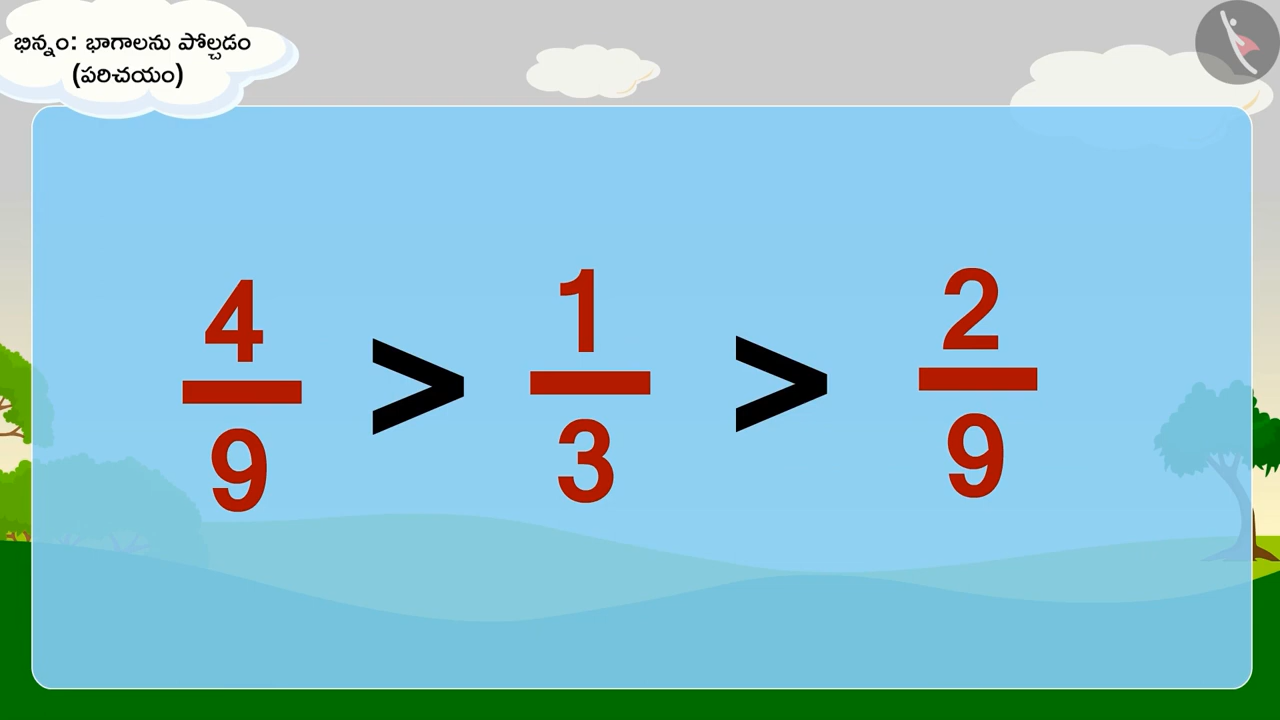 భిన్నం: భాగాలను పోల్చడం
(పరిచయం)
4/9 > 1/3 > 2/9